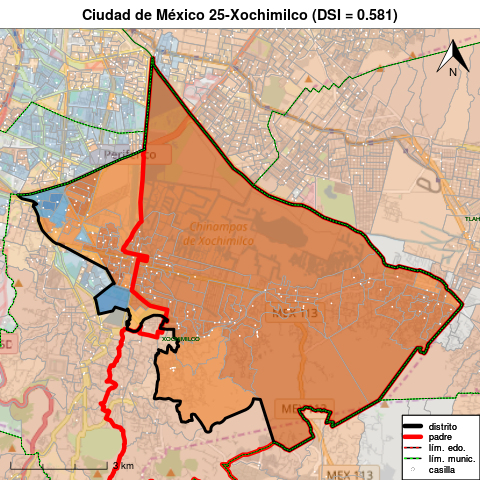 Ciudad de México 25-Xochimilco (DSI = 0.581)
N
Perif
Chinampas
de Xochimilco
TLAH
MEX 113
XOCHIMILCO
MEX 113
MEX 113
3 km
distrito
padre
lím. edo.
lím. munic.
casilla